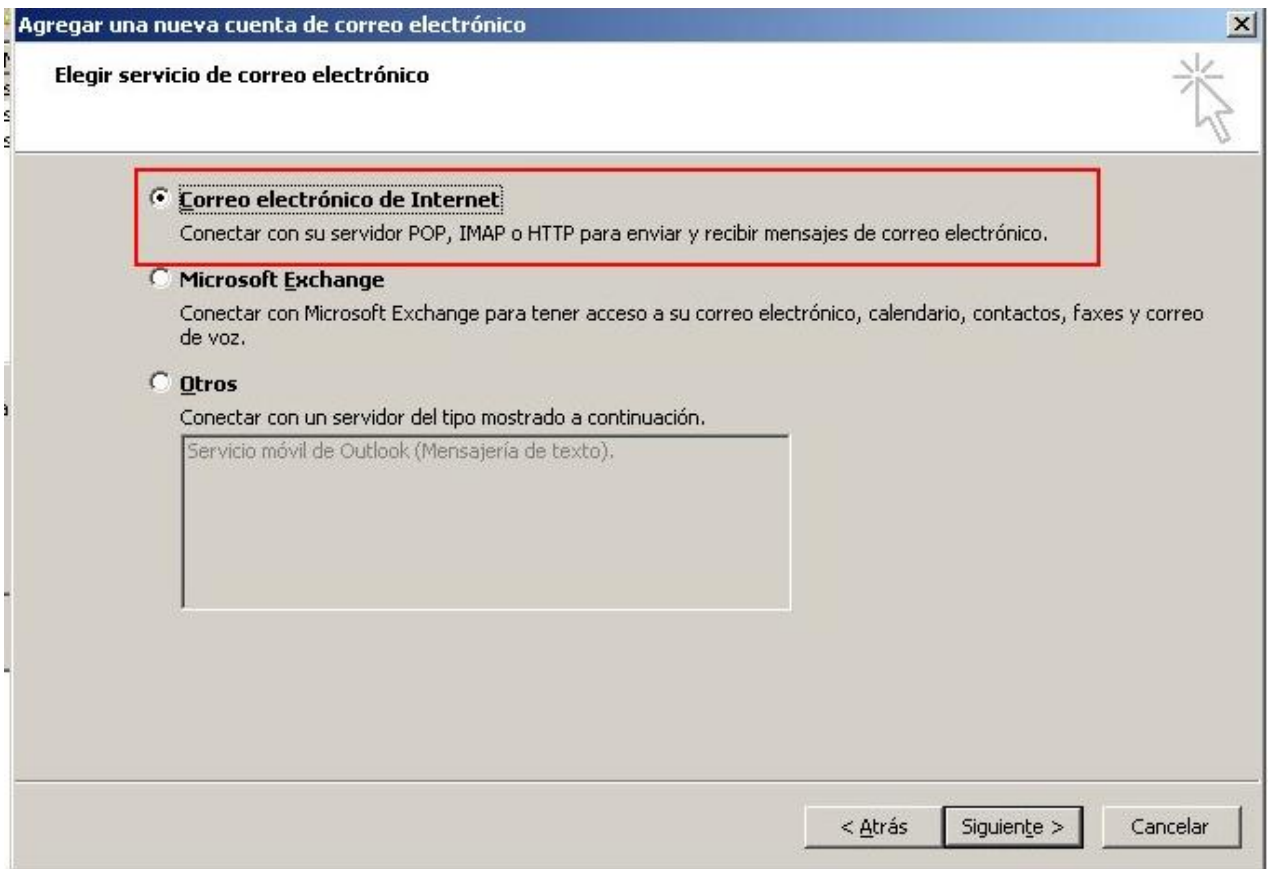 Agregar una nueva cuenta de correo electrónico
Elegir servicio de correo electrónico
Correo electrónico de Internet
Conectar con su servidor POP, IMAP o HTTP para enviar y recibir mensajes de correo electrónico.
Microsoft Exchange
Conectar con Microsoft Exchange para tener acceso a su correo electrónico, calendario, contactos, faxes y correo
de voz.
Otros
Conectar con un servidor del tipo mostrado a continuación.
Servicio móvil de Outlook (Mensajería de texto).
< Atrás
Siguiente >
Cancelar